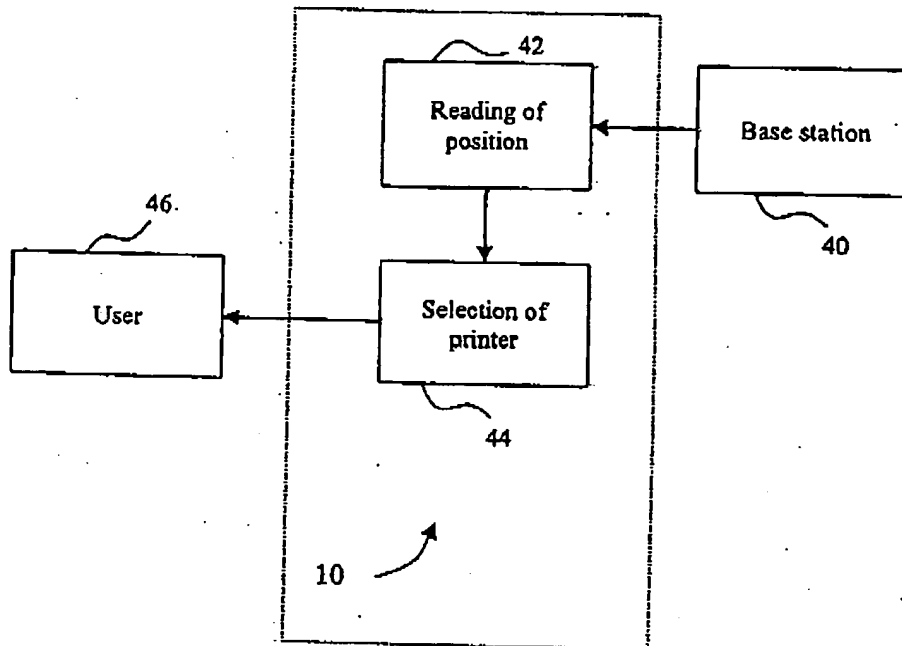 42
Reading of
position
Base station
40
46.
User
Selection of
printer
44
10